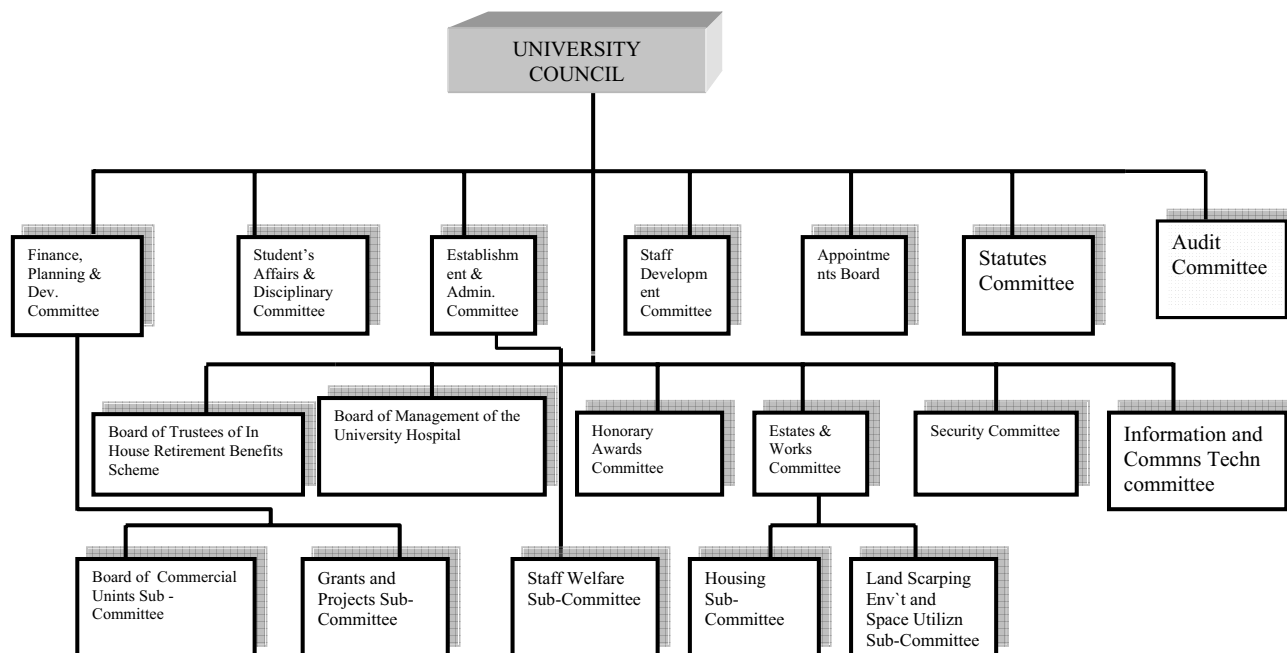 UNIVERSITY
COUNCIL
Finance,
Planning &
Dev.
Committee
Student’s
Affairs &
Disciplinary
Committee
Establishm
ent &
Admin.
Committee
Staff
Developm
ent
Committee
Appointme
nts Board
Statutes
Committee
Audit
Committee
Board of Trustees of In
House Retirement Benefits
Scheme
Board of Management of the
University Hospital
Honorary
Awards
Committee
Estates &
Works
Committee
Security Committee
Information and
Commns Techn
committee
Board of Commercial
Unints Sub -
Committee
Grants and
Projects Sub-
Committee
Staff Welfare
Sub-Committee
Housing
Sub-
Committee
Land Scarping
Env`t and
Space Utilizn
Sub-Committee